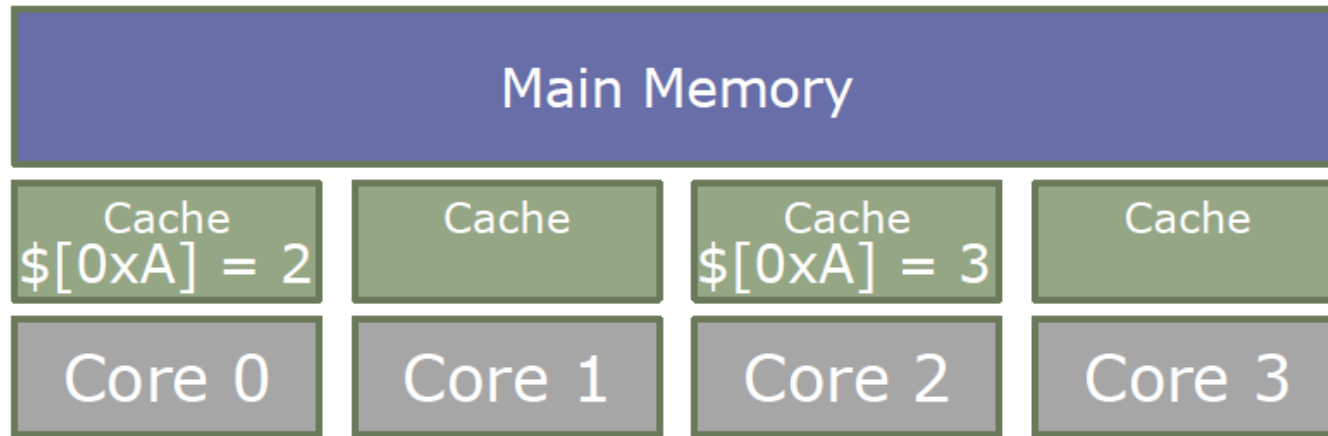 Main Memory
Cache
$[0xA] = 2
Cache
Cache
$[0xA] = 3
Cache
Core 0
Core 1
Core 2
Core 3